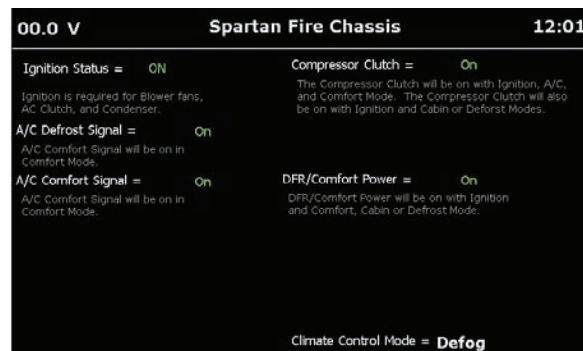 00.0 V Spartan Fire Chassis 12:01
Ignition Status = ON
Ignition is required for Blower fans,
AC Clutch, and Condenser.
A/C Defrost Signal = On
A/C Comfort Signal will be on in
Comfort Mode.
A/C Comfort Signal = On
A/C Comfort Signal will be on in
Comfort Mode.
Compressor Clutch = On
The Compressor Clutch will be on with Ignition, A/C,
and Comfort Mode. The Compressor Clutch will also
be on with Ignition and Cabin or Deforst Modes.
DFR/Comfort Power = On
DFR/Comfort Power will be on with Ignition
and Comfort, Cabin or Defrost Mode.
Climate Control Mode = Defog